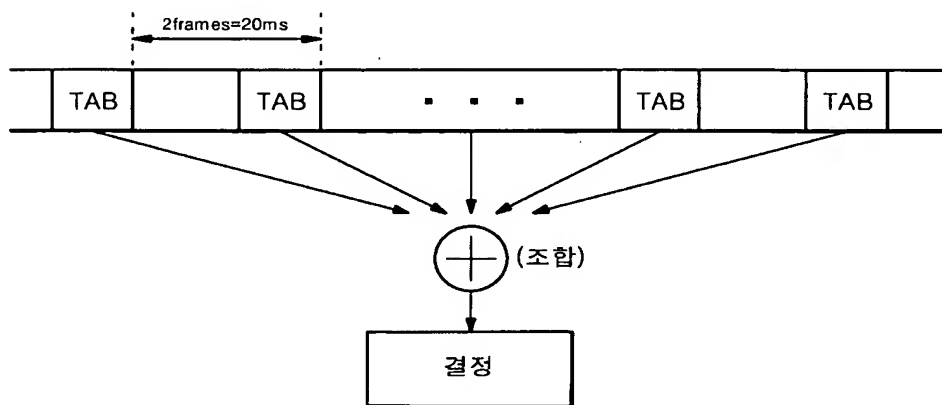 2frames=20ms
TAB TAB . . . TAB TAB
(조합)
결정